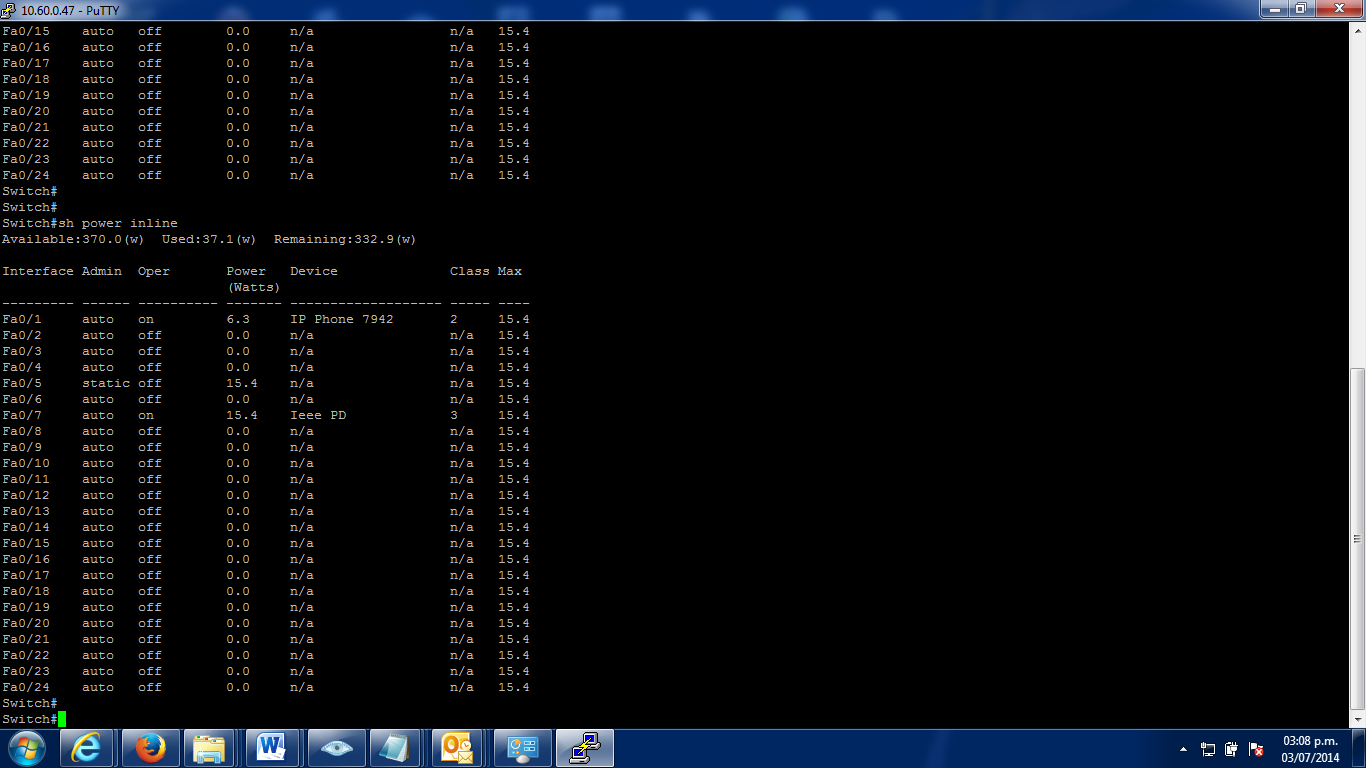 10.60.0.47 - PuTTY
Fa0/15 auto off 0.0 n/a n/a 15.4
Fa0/16 auto off 0.0 n/a n/a 15.4
Fa0/17 auto off 0.0 n/a n/a 15.4
Fa0/18 auto off 0.0 n/a n/a 15.4
Fa0/19 auto off 0.0 n/a n/a 15.4
Fa0/20 auto off 0.0 n/a n/a 15.4
Fa0/21 auto off 0.0 n/a n/a 15.4
Fa0/22 auto off 0.0 n/a n/a 15.4
Fa0/23 auto off 0.0 n/a n/a 15.4
Fa0/24 auto off 0.0 n/a n/a 15.4
Switch#
Switch#
Switch#sh power inline
Available:370.0(w) Used:37.1(w) Remaining:332.9(w)
Interface Admin Oper Power Device Class Max
(Watts)
--------- ------ ---------- ------- ------------------- ----- ----
Fa0/1 auto on 6.3 IP Phone 7942 2 15.4
Fa0/2 auto off 0.0 n/a n/a 15.4
Fa0/3 auto off 0.0 n/a n/a 15.4
Fa0/4 auto off 0.0 n/a n/a 15.4
Fa0/5 static off 15.4 n/a n/a 15.4
Fa0/6 auto off 0.0 n/a n/a 15.4
Fa0/7 auto on 15.4 Ieee PD 3 15.4
Fa0/8 auto off 0.0 n/a n/a 15.4
Fa0/9 auto off 0.0 n/a n/a 15.4
Fa0/10 auto off 0.0 n/a n/a 15.4
Fa0/11 auto off 0.0 n/a n/a 15.4
Fa0/12 auto off 0.0 n/a n/a 15.4
Fa0/13 auto off 0.0 n/a n/a 15.4
Fa0/14 auto off 0.0 n/a n/a 15.4
Fa0/15 auto off 0.0 n/a n/a 15.4
Fa0/16 auto off 0.0 n/a n/a 15.4
Fa0/17 auto off 0.0 n/a n/a 15.4
Fa0/18 auto off 0.0 n/a n/a 15.4
Fa0/19 auto off 0.0 n/a n/a 15.4
Fa0/20 auto off 0.0 n/a n/a 15.4
Fa0/21 auto off 0.0 n/a n/a 15.4
Fa0/22 auto off 0.0 n/a n/a 15.4
Fa0/23 auto off 0.0 n/a n/a 15.4
Fa0/24 auto off 0.0 n/a n/a 15.4
Switch#
Switch#
03:08 p.m.
03/07/2014